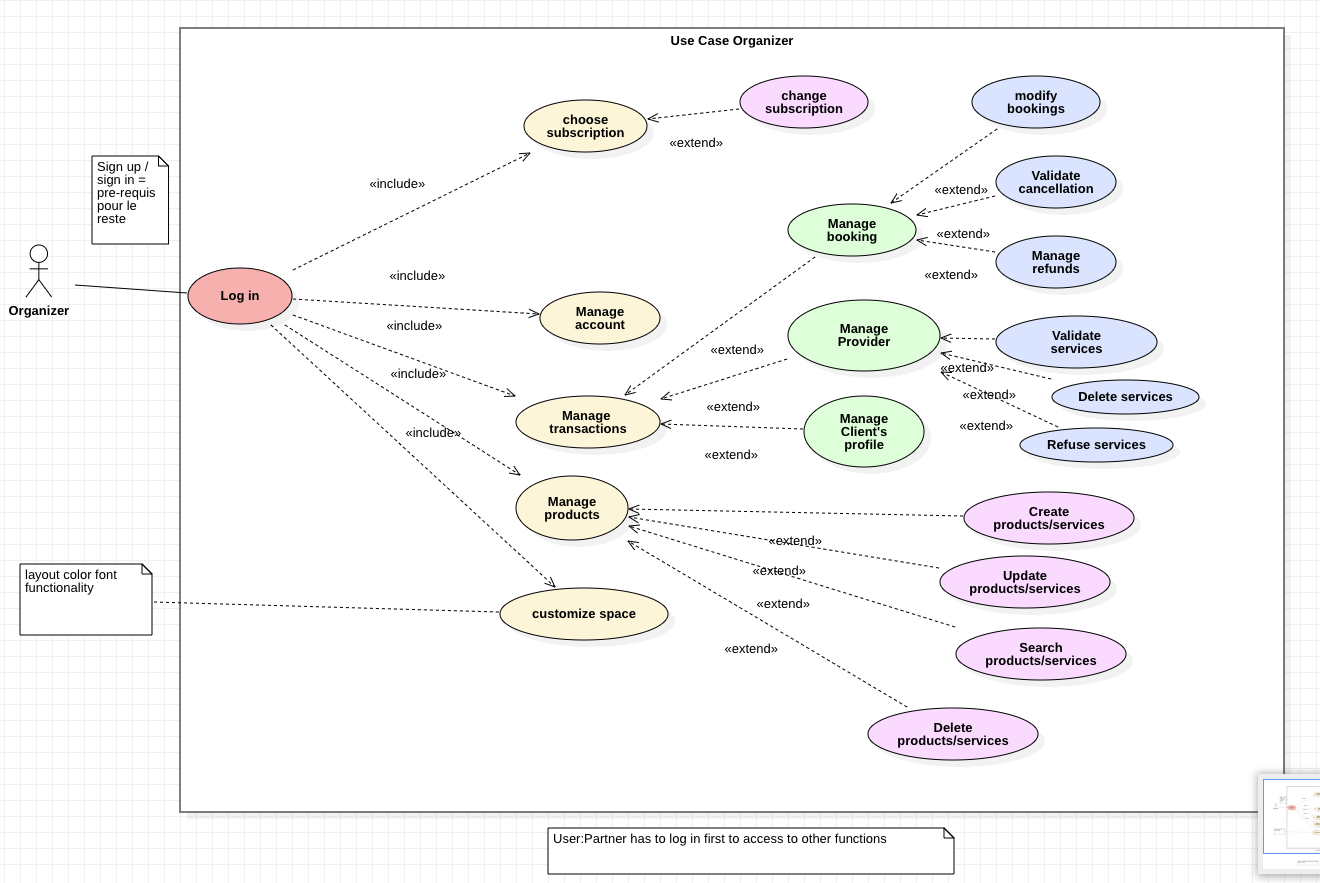 Use Case Organizer
change
subscription
modify
bookings
choose
subscription
«extend»
Sign up /
sign in =
pre-requis
pour le
reste
«include»
Validate
cancellation
«extend»
Manage
booking
«extend»
Manage
refunds
«extend»
Organizer
Log in
«include»
Manage
account
«include»
Manage
Provider
Validate
services
«extend»
«extend»
«include»
«extend»
Delete services
«extend»
Manage
transactions
Manage
Client's
profile
«extend»
Refuse services
«include»
«extend»
Manage
products
Create
products/services
«extend»
«extend»
Update
products/services
layout color font
functionality
customize space
«extend»
Search
products/services
«extend»
Delete
products/services
User:Partner has to log in first to access to other functions